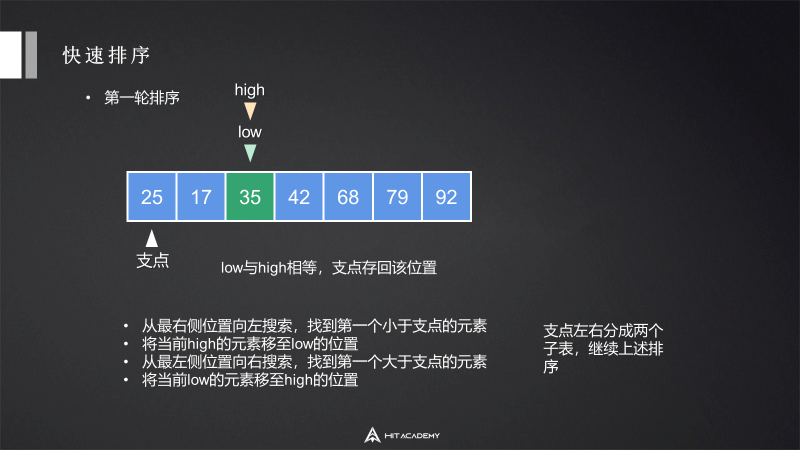 快速排序
• 第一轮排序
high
low
25 17 35 42 68 79 92
支点
low与high相等，支点存回该位置
• 从最右侧位置向左搜索，找到第一个小于支点的元素
• 将当前high的元素移至low的位置
• 从最左侧位置向右搜索，找到第一个大于支点的元素
• 将当前low的元素移至high的位置
支点左右分成两个
子表，继续上述排
序
HIT ACADEMY